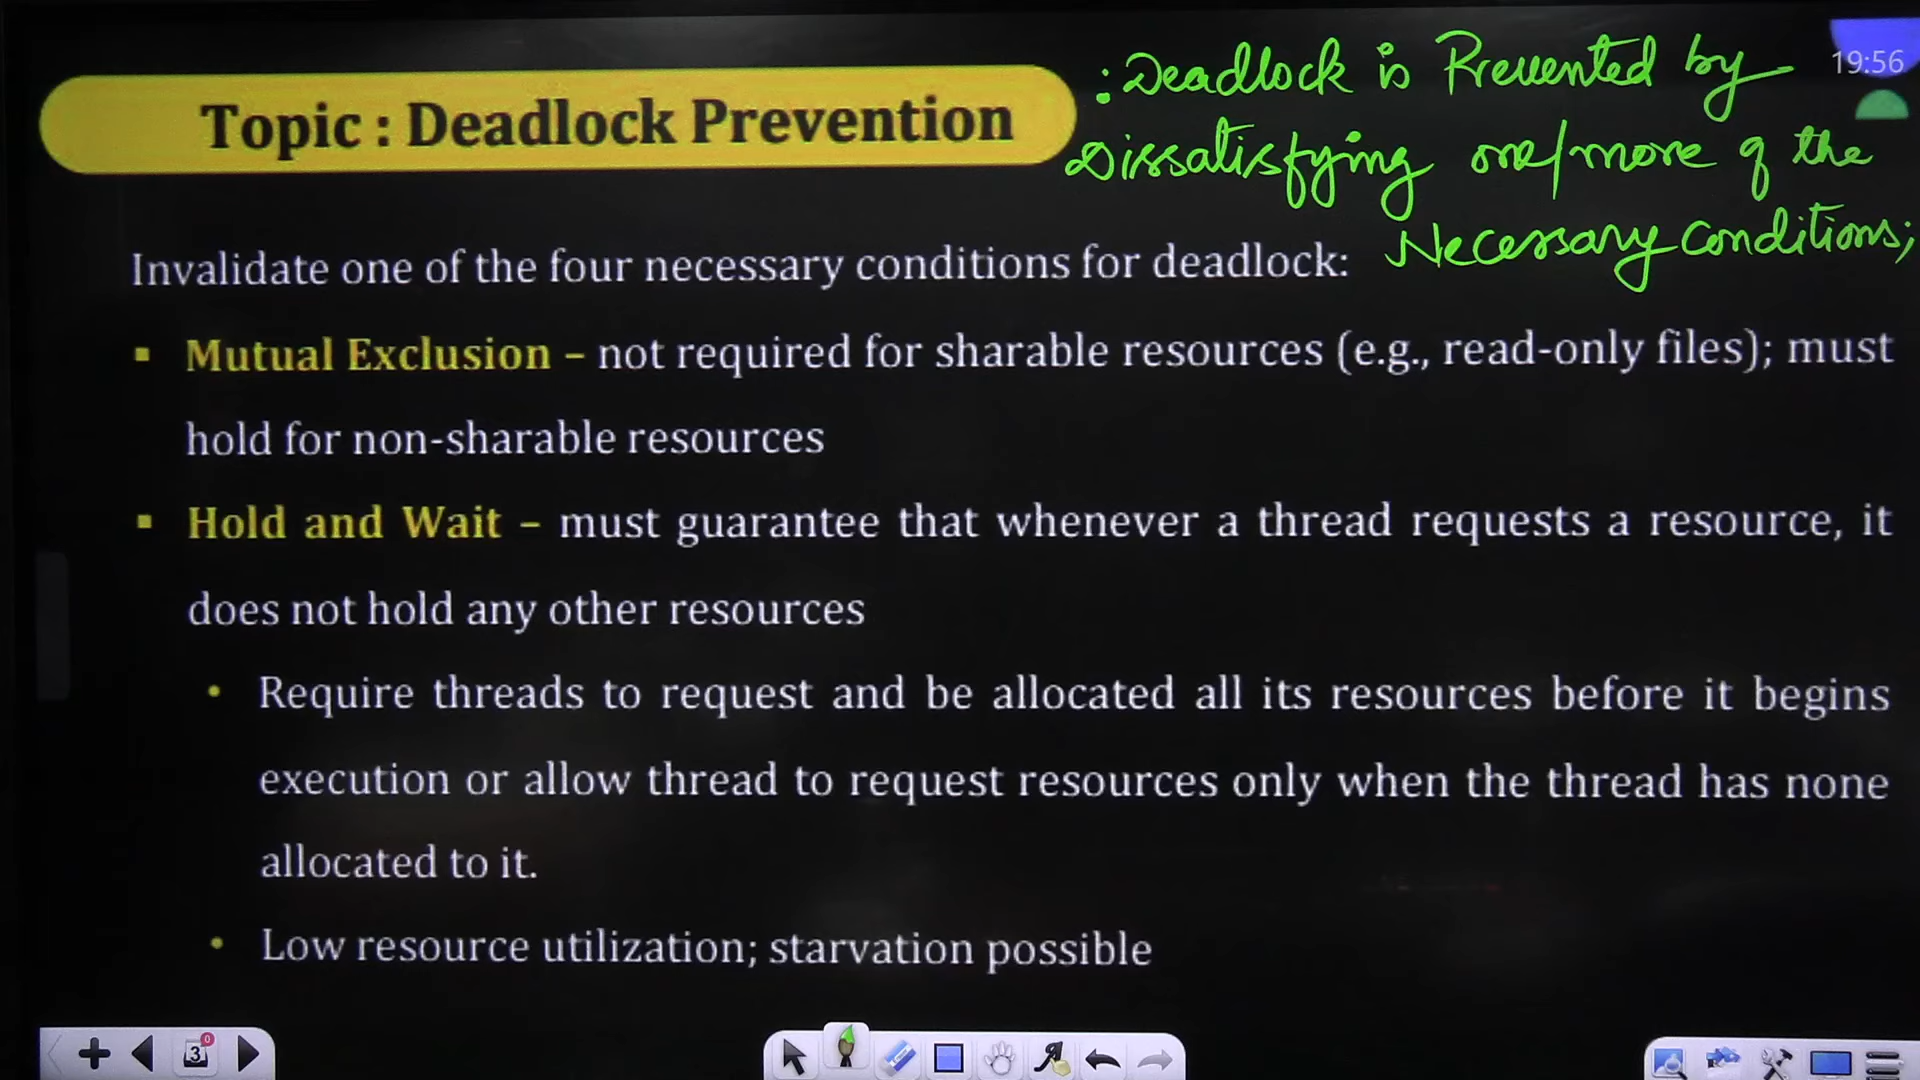 : Deadlock is Prevented by
19:56
Topic : Deadlock Prevention
Dissatisfying one/more of the
Necessary conditions;
Invalidate one of the four necessary conditions for deadlock:
▪ Mutual Exclusion – not required for sharable resources (e.g., read-only files); must
hold for non-sharable resources
▪ Hold and Wait – must guarantee that whenever a thread requests a resource, it
does not hold any other resources
• Require threads to request and be allocated all its resources before it begins
execution or allow thread to request resources only when the thread has none
allocated to it.
• Low resource utilization; starvation possible
3
0